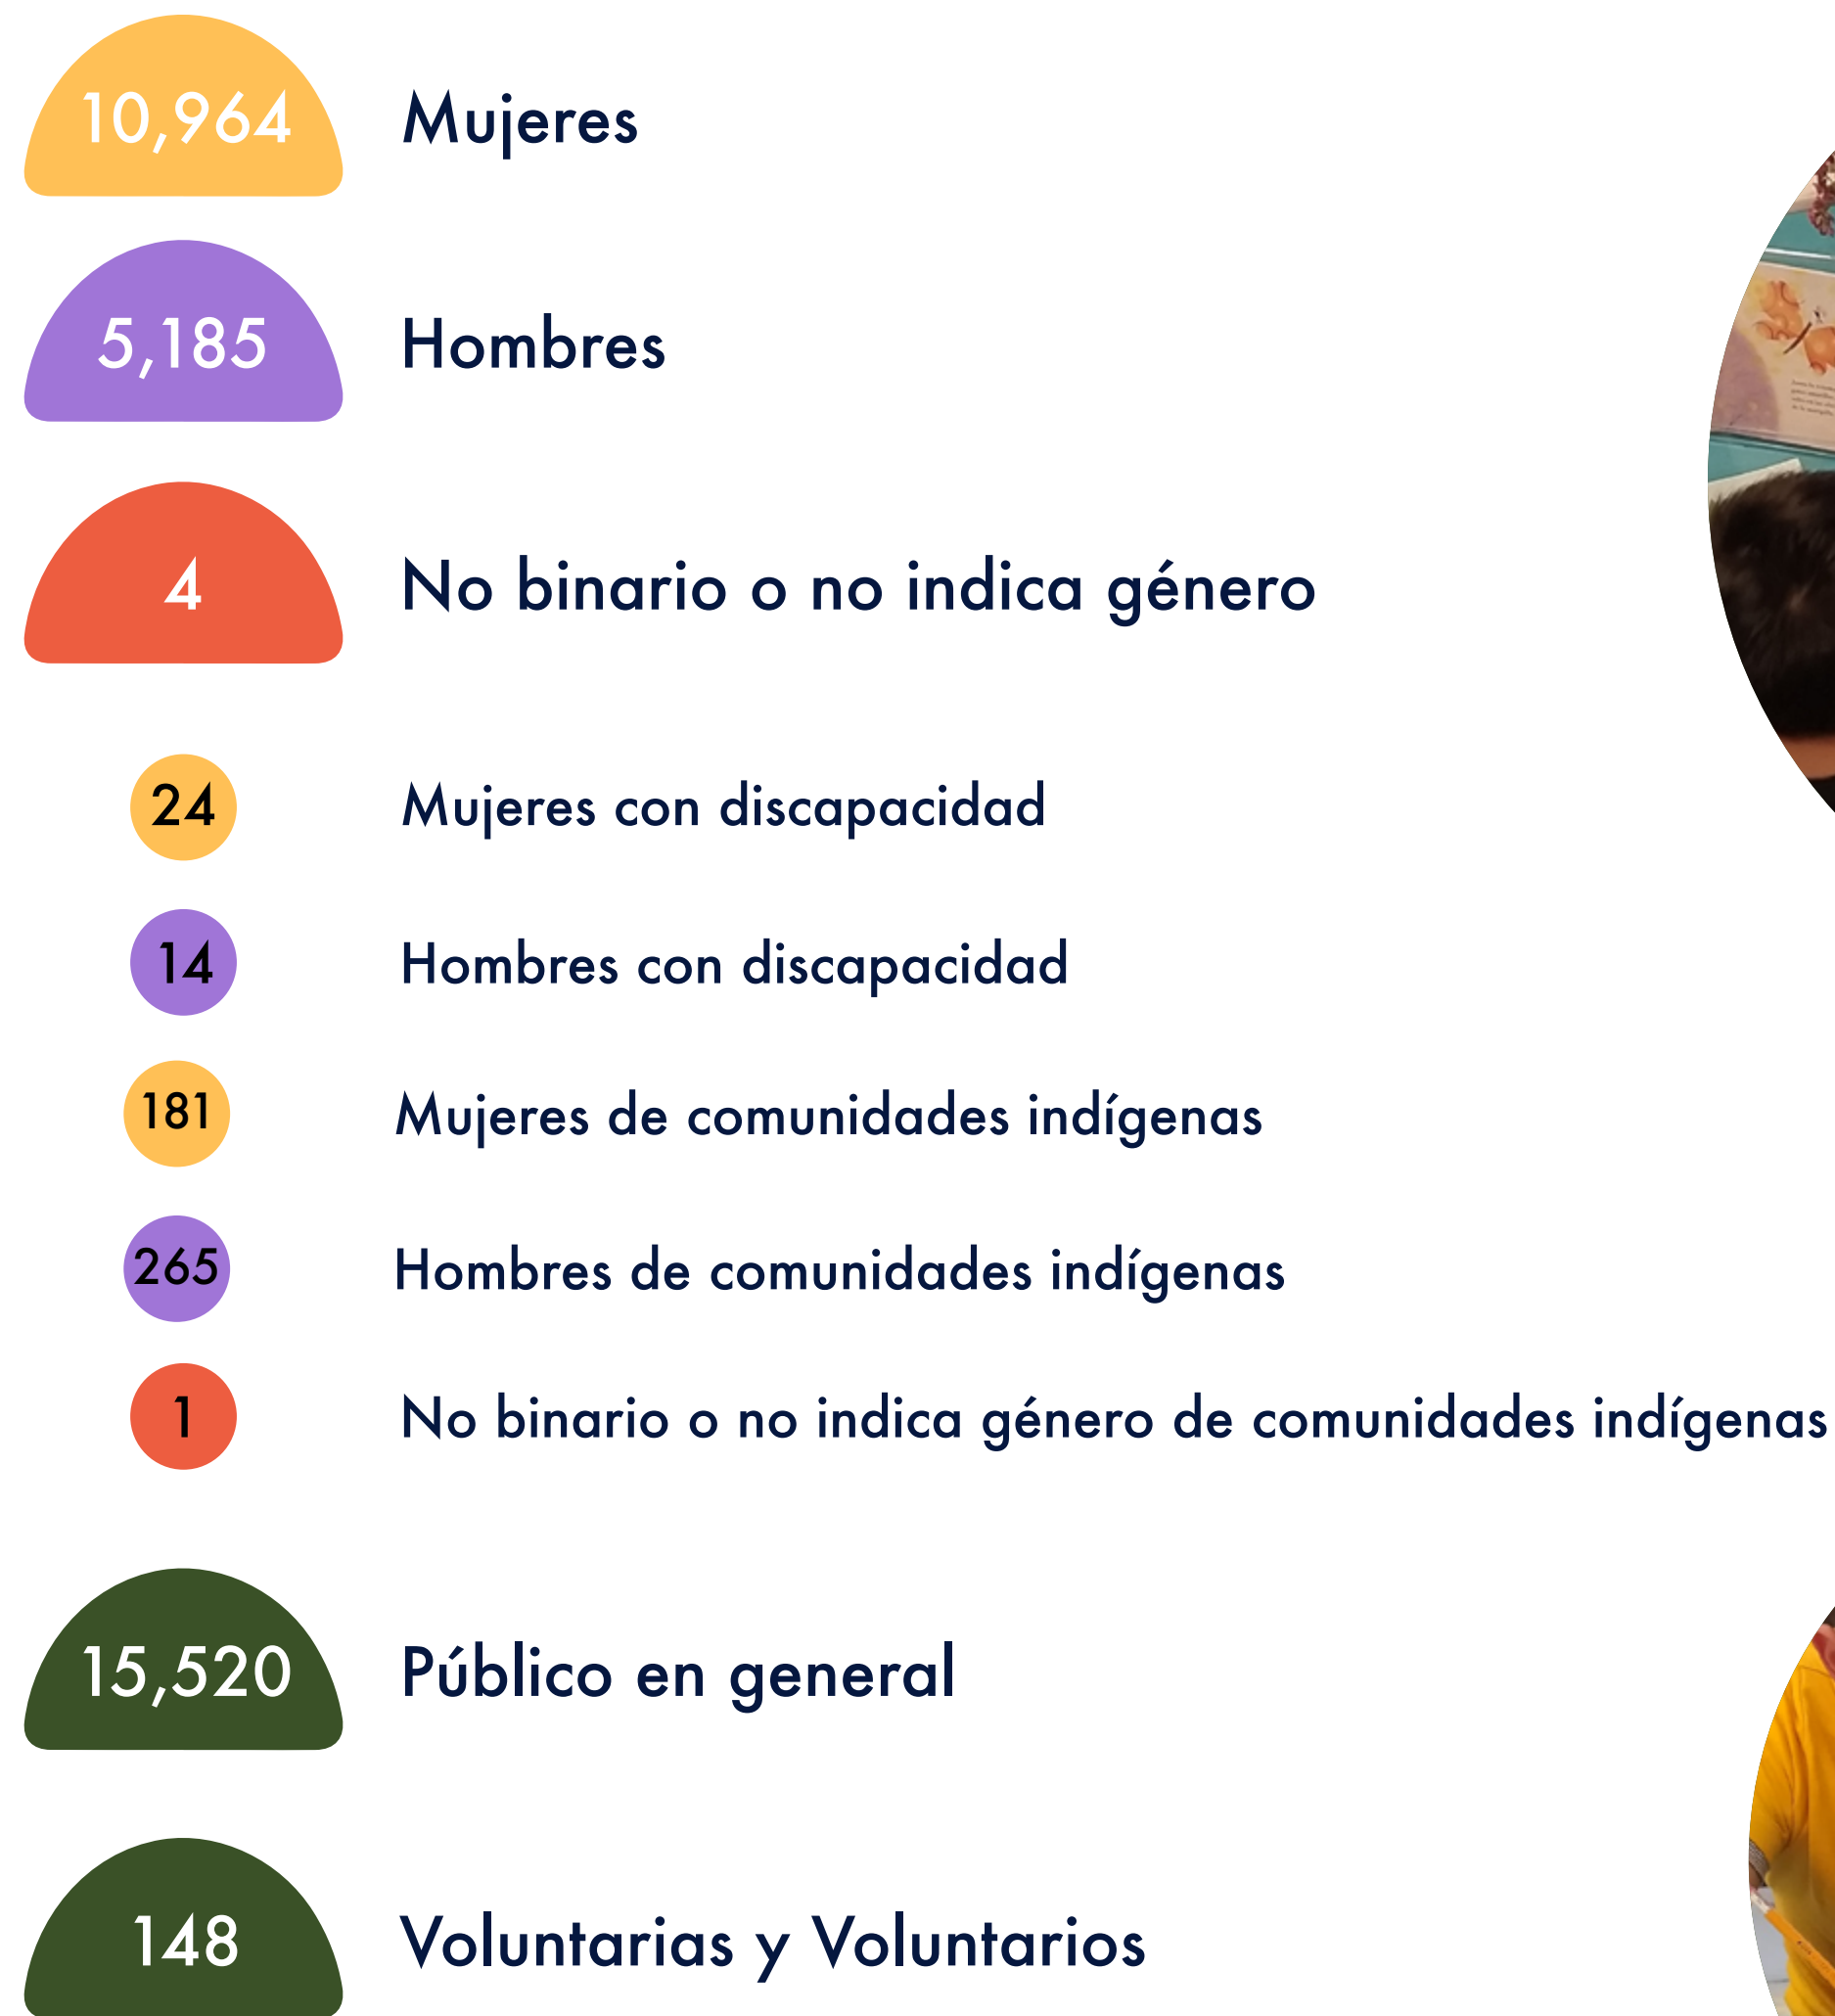 10,964 Mujeres
5,185 Hombres
4 No binario o no indica género
24 Mujeres con discapacidad
14 Hombres con discapacidad
181 Mujeres de comunidades indígenas
265 Hombres de comunidades indígenas
1 No binario o no indica género de comunidades indígenas
15,520 Público en general
148 Voluntarias y Voluntarios